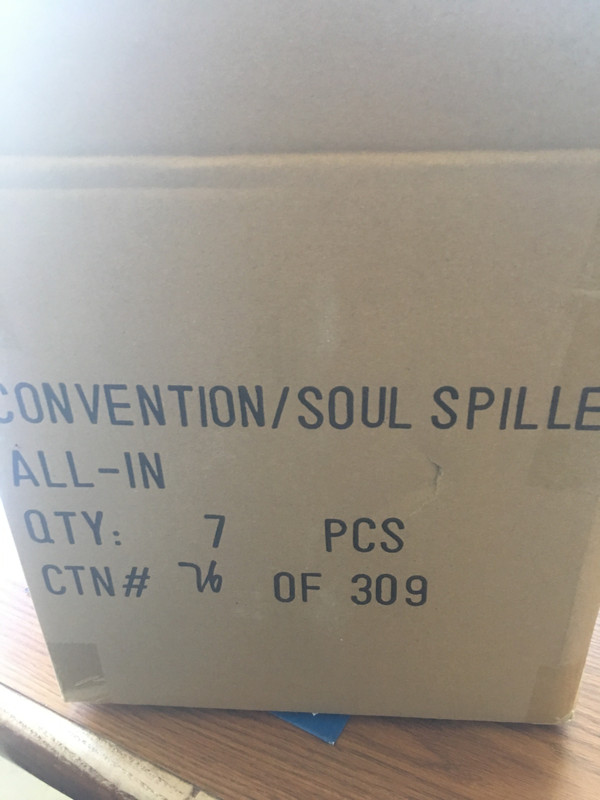 CONVENTION/SOUL SPILLE
ALL-IN
QTY: 7 PCS
CTN# 76 OF 309